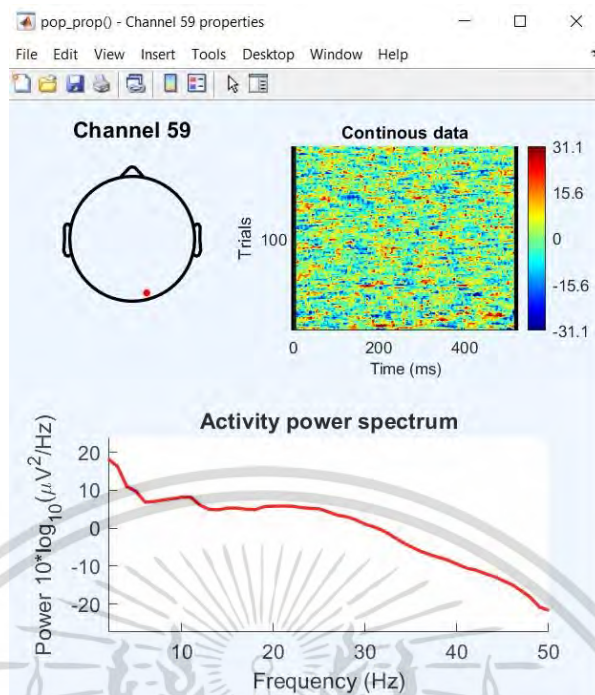 pop_prop() - Channel 59 properties
File Edit View Insert Tools Desktop Window Help
Channel 59
Continous data
Trials
100
31.1
15.6
0
-15.6
-31.1
0 200 400
Time (ms)
Activity power spectrum
Power 10*log10(μV²/Hz)
20
10
0
-10
-20
10 20 30 40 50
Frequency (Hz)